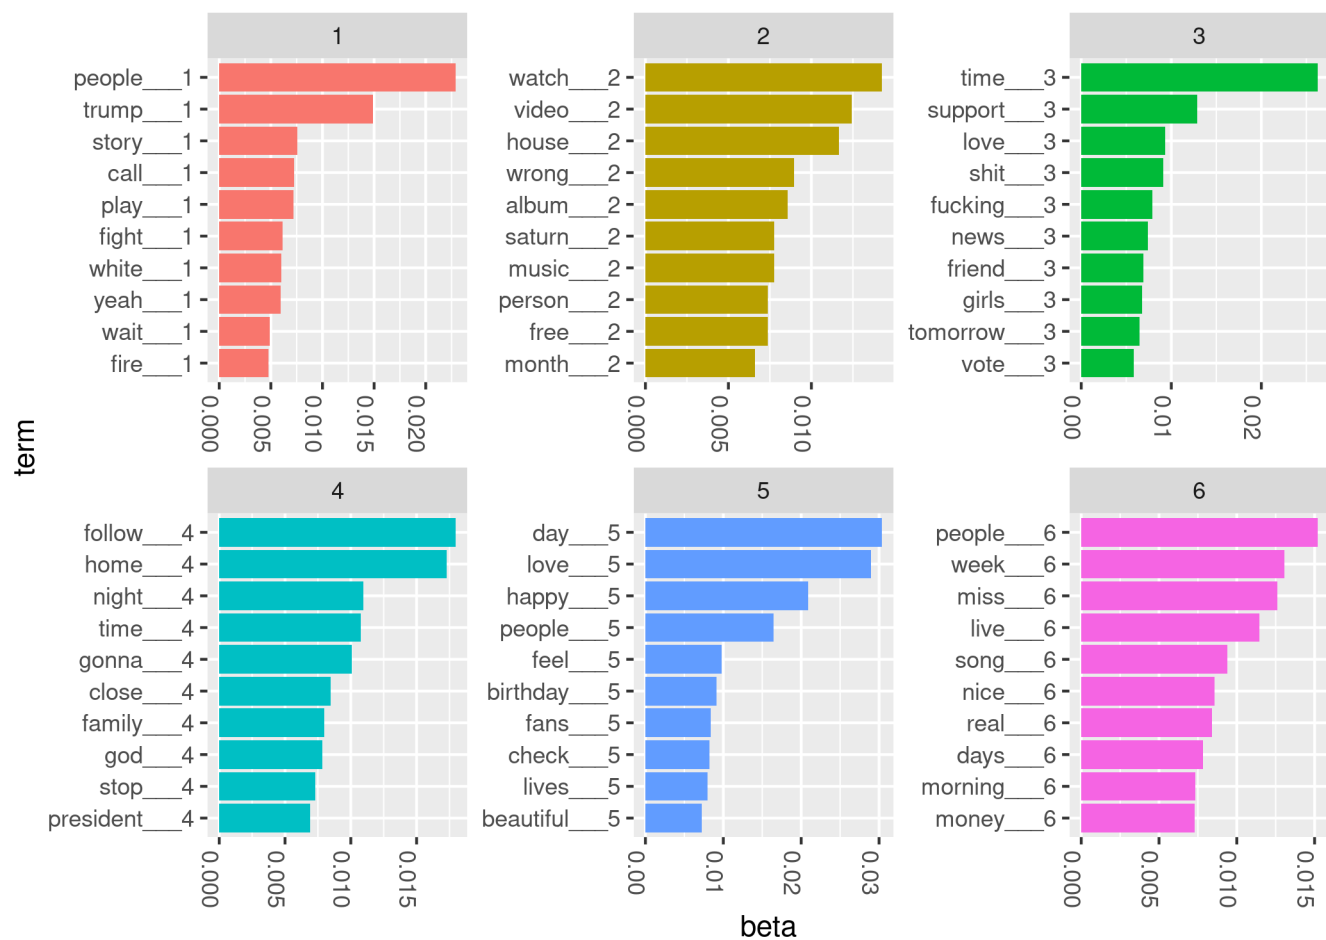 term
1
people___1
trump___1
story___1
call___1
play___1
fight___1
white___1
yeah___1
wait___1
fire___1
0.000 0.005 0.010 0.015 0.020
2
watch___2
video___2
house___2
wrong___2
album___2
saturn___2
music___2
person___2
free___2
month___2
0.000 0.005 0.010
3
time___3
support___3
love___3
shit___3
fucking___3
news___3
friend___3
girls___3
tomorrow___3
vote___3
0.00 0.01 0.02
4
follow___4
home___4
night___4
time___4
gonna___4
close___4
family___4
god___4
stop___4
president___4
0.000 0.005 0.010 0.015
5
day___5
love___5
happy___5
people___5
feel___5
birthday___5
fans___5
check___5
lives___5
beautiful___5
0.00 0.01 0.02 0.03
6
people___6
week___6
miss___6
live___6
song___6
nice___6
real___6
days___6
morning___6
money___6
0.000 0.005 0.010 0.015
beta